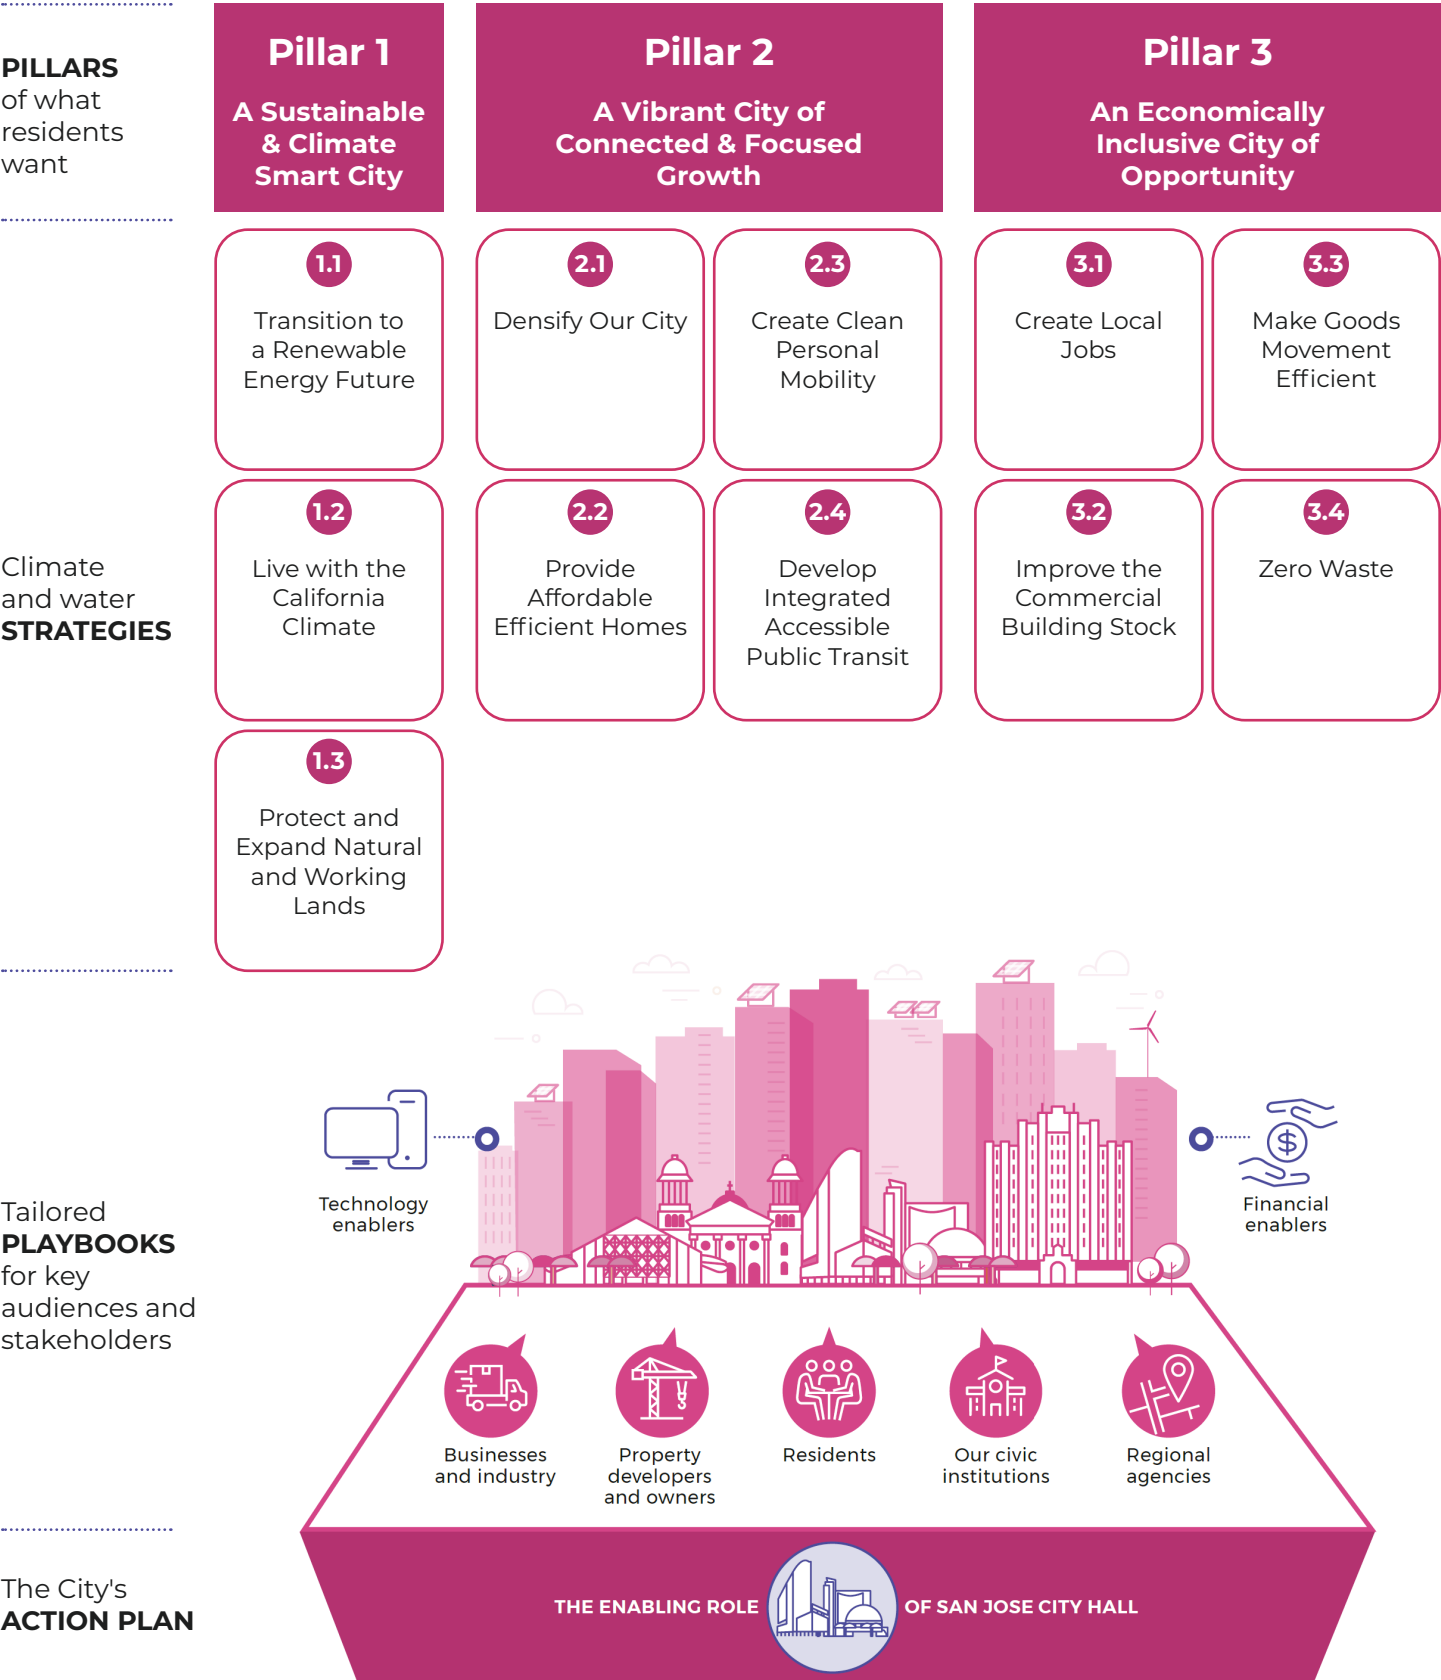 PILLARS
of what
residents
want
Pillar 1
A Sustainable
& Climate
Smart City
Pillar 2
A Vibrant City of
Connected & Focused
Growth
Pillar 3
An Economically
Inclusive City of
Opportunity
Climate
and water
STRATEGIES
1.1
Transition to
a Renewable
Energy Future
1.2
Live with the
California
Climate
1.3
Protect and
Expand Natural
and Working
Lands
2.1
Densify Our City
2.2
Provide
Affordable
Efficient Homes
2.3
Create Clean
Personal
Mobility
2.4
Develop
Integrated
Accessible
Public Transit
3.1
Create Local
Jobs
3.2
Improve the
Commercial
Building Stock
3.3
Make Goods
Movement
Efficient
3.4
Zero Waste
Tailored
PLAYBOOKS
for key
audiences and
stakeholders
Technology
enablers
$
Financial
enablers
Businesses
and industry
Property
developers
and owners
Residents
Our civic
institutions
Regional
agencies
The City's
ACTION PLAN
THE ENABLING ROLE OF SAN JOSE CITY HALL